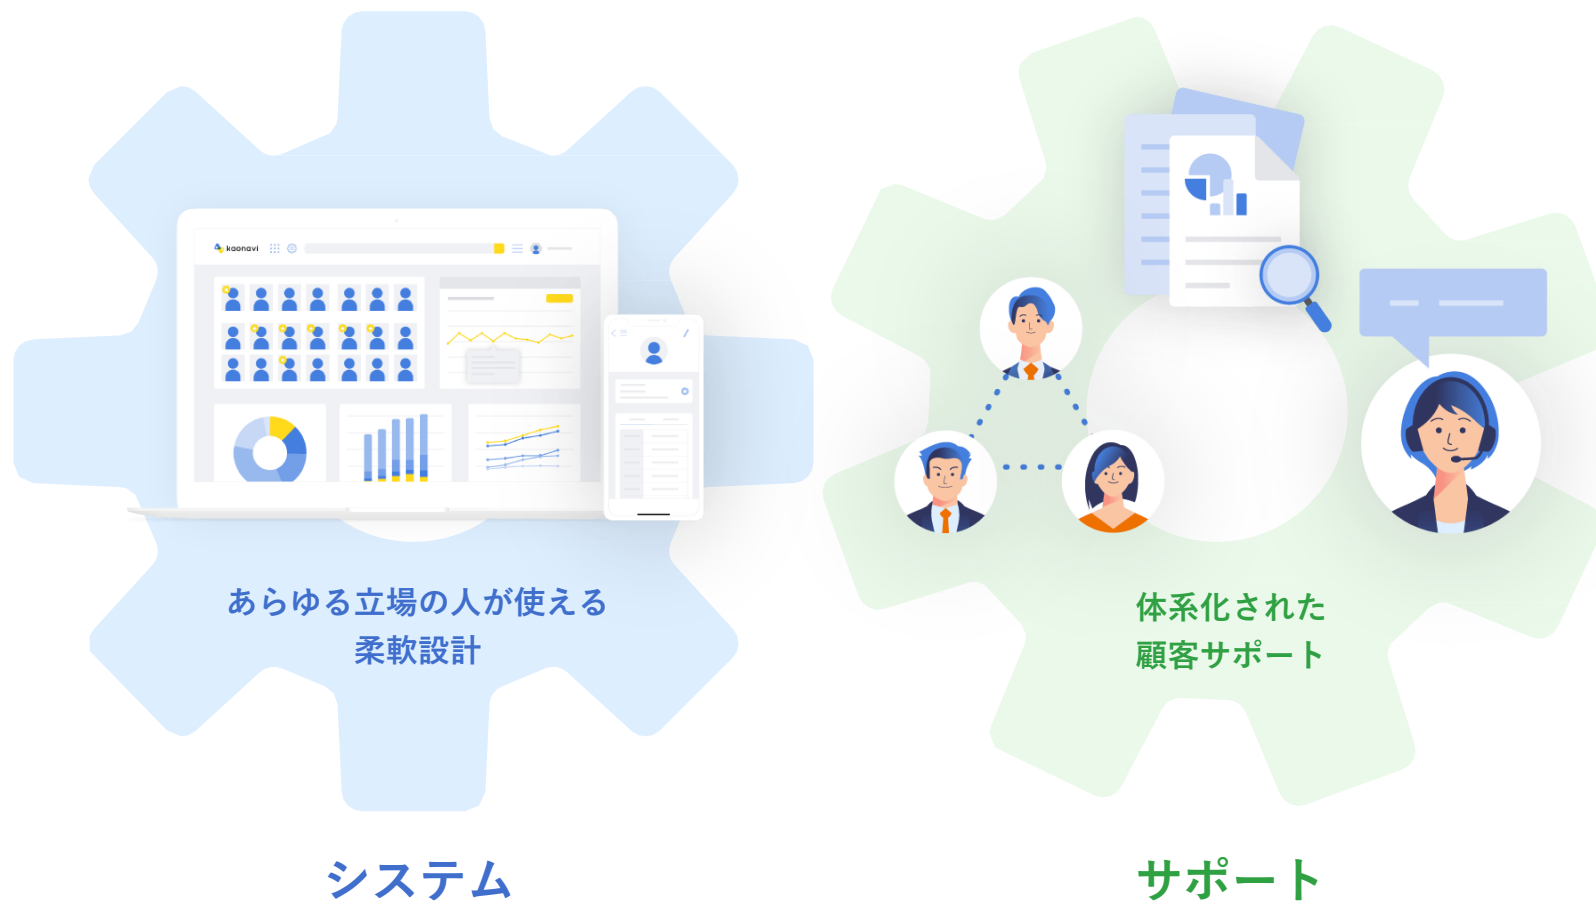 kaonavi
あらゆる立場の人が使える
柔軟設計
システム
体系化された
顧客サポート
サポート